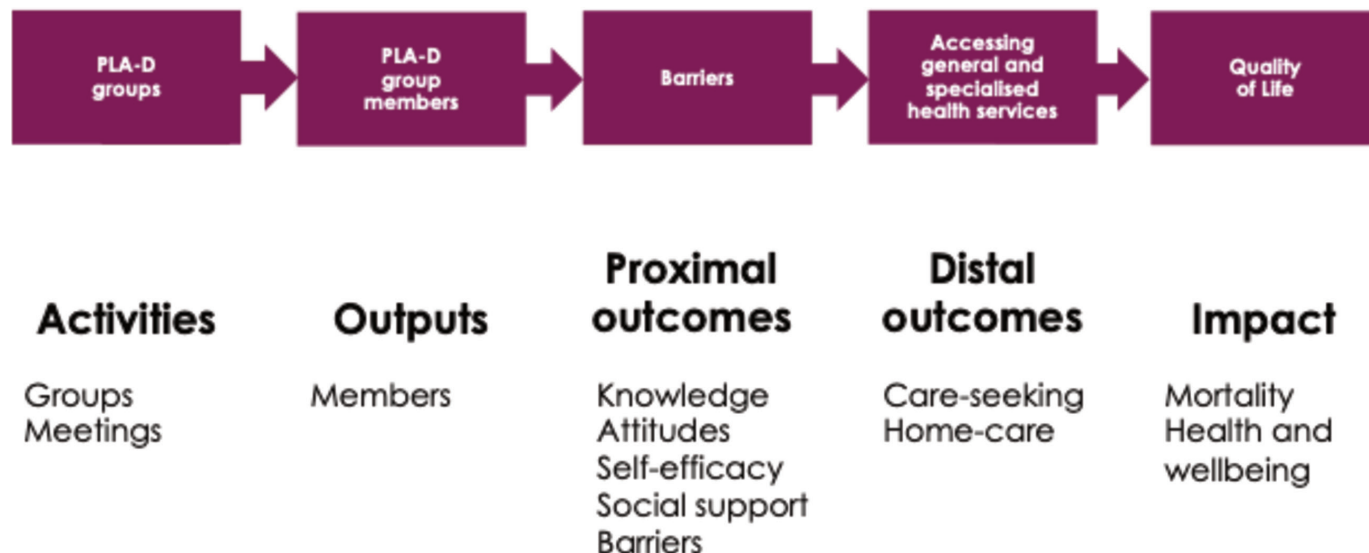 PLA-D
groups
PLA-D
group
members
Barriers
Accessing
general and
specialised
health services
Quality
of Life
Activities
Groups
Meetings
Outputs
Members
Proximal
outcomes
Knowledge
Attitudes
Self-efficacy
Social support
Barriers
Distal
outcomes
Care-seeking
Home-care
Impact
Mortality
Health and
wellbeing